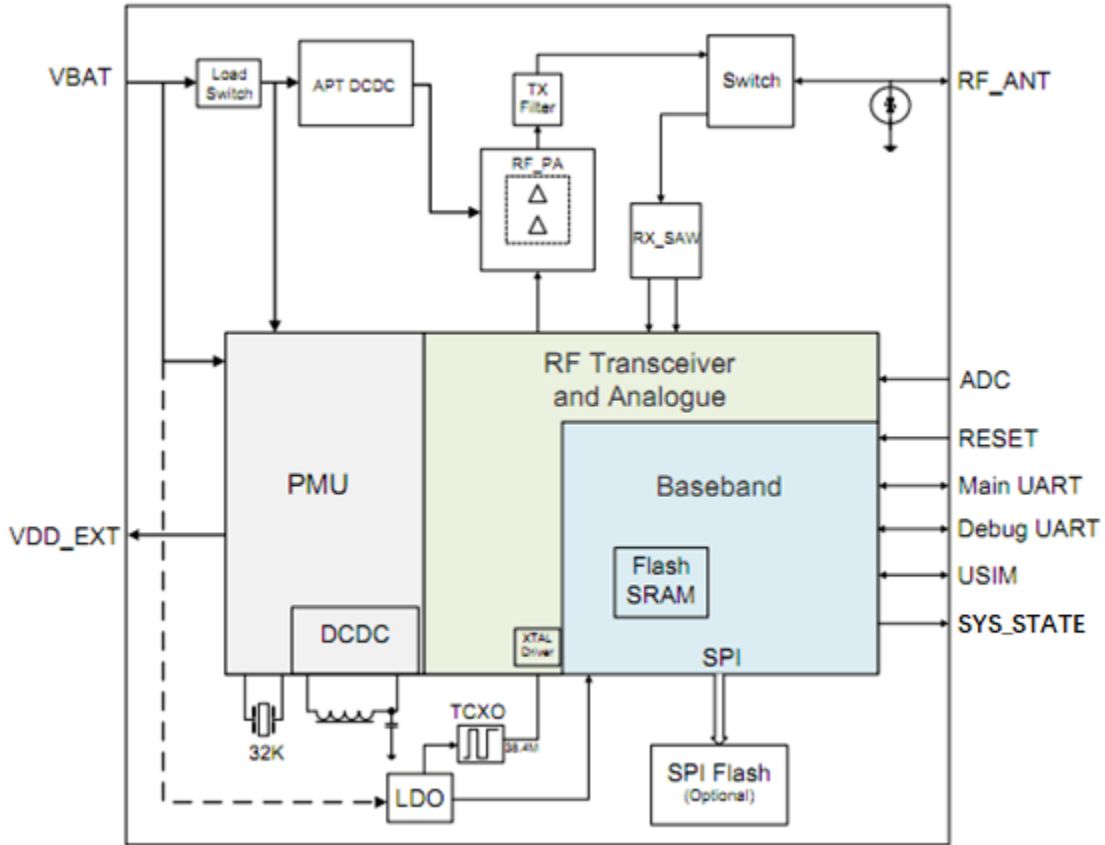 VBAT
Load
Switch
APT DCDC
TX
Filter
Switch
RF_ANT
RF_PA
RX_SAW
RF Transceiver
and Analogue
ADC
RESET
PMU
Baseband
Main UART
VDD_EXT
Debug UART
Flash
SRAM
USIM
SYS_STATE
DCDC
XTAL
Driver
SPI
TCXO
38.4M
32K
LDO
SPI Flash
(Optional)